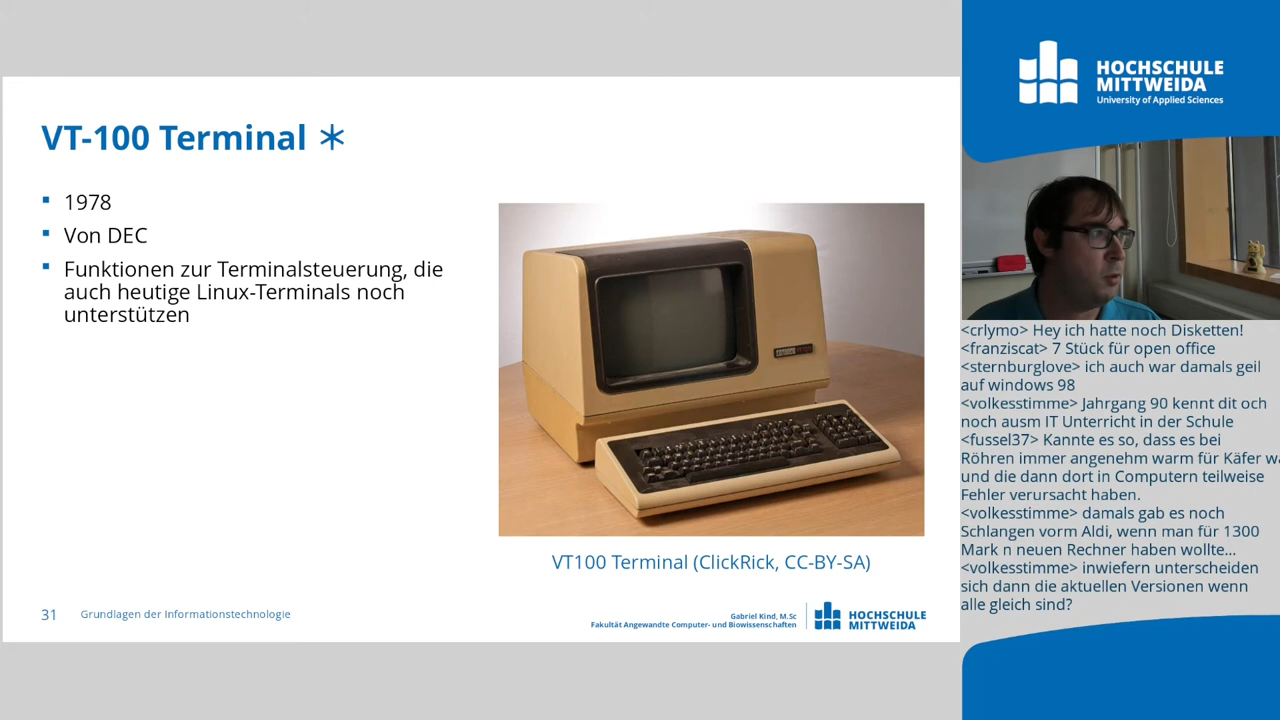 VT-100 Terminal ✳
▪ 1978
▪ Von DEC
▪ Funktionen zur Terminalsteuerung, die
auch heutige Linux-Terminals noch
unterstützen
VT100 Terminal (ClickRick, CC-BY-SA)
31 Grundlagen der Informationstechnologie
Gabriel Kind, M.Sc
Fakultät Angewandte Computer- und Biowissenschaften
HOCHSCHULE
MITTWEIDA
HOCHSCHULE
MITTWEIDA
University of Applied Sciences
<crlymo> Hey ich hatte noch Disketten!
<franziscat> 7 Stück für open office
<sternburglove> ich auch war damals geil
auf windows 98
<volkesstimme> Jahrgang 90 kennt dit och
noch ausm IT Unterricht in der Schule
<fussel37> Kannte es so, dass es bei
Röhren immer angenehm warm für Käfer wa
und die dann dort in Computern teilweise
Fehler verursacht haben.
<volkesstimme> damals gab es noch
Schlangen vorm Aldi, wenn man für 1300
Mark n neuen Rechner haben wollte...
<volkesstimme> inwiefern unterscheiden
sich dann die aktuellen Versionen wenn
alle gleich sind?